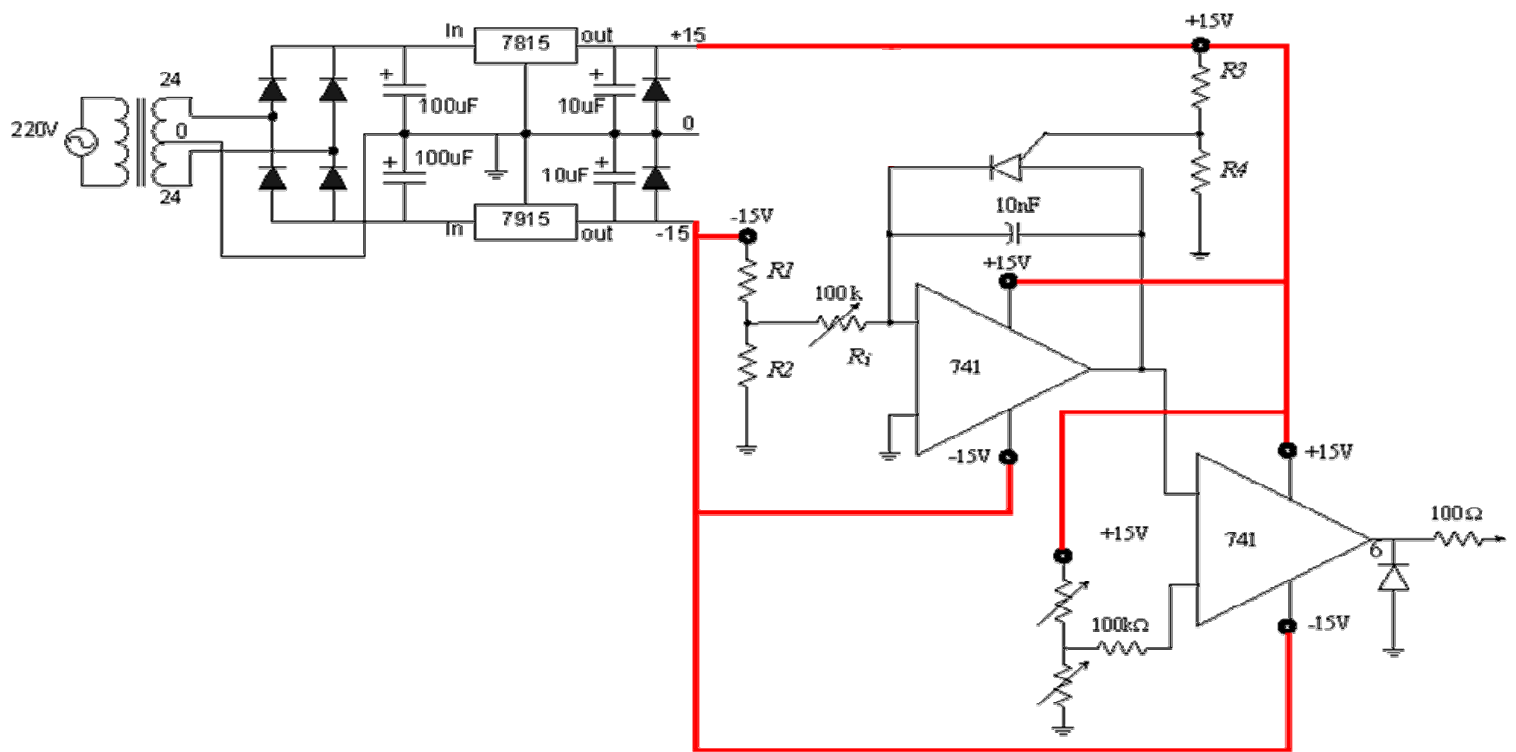 In
7815
out
+15
+15V
24
+
100uF
+
10uF
R3
220V
0
0
+
100uF
+
10uF
R4
24
In
7915
out
-15
-15V
10nF
+15V
R1
100k
Ri
R2
741
-15V
+15V
+15V
741
100Ω
6
100kΩ
-15V